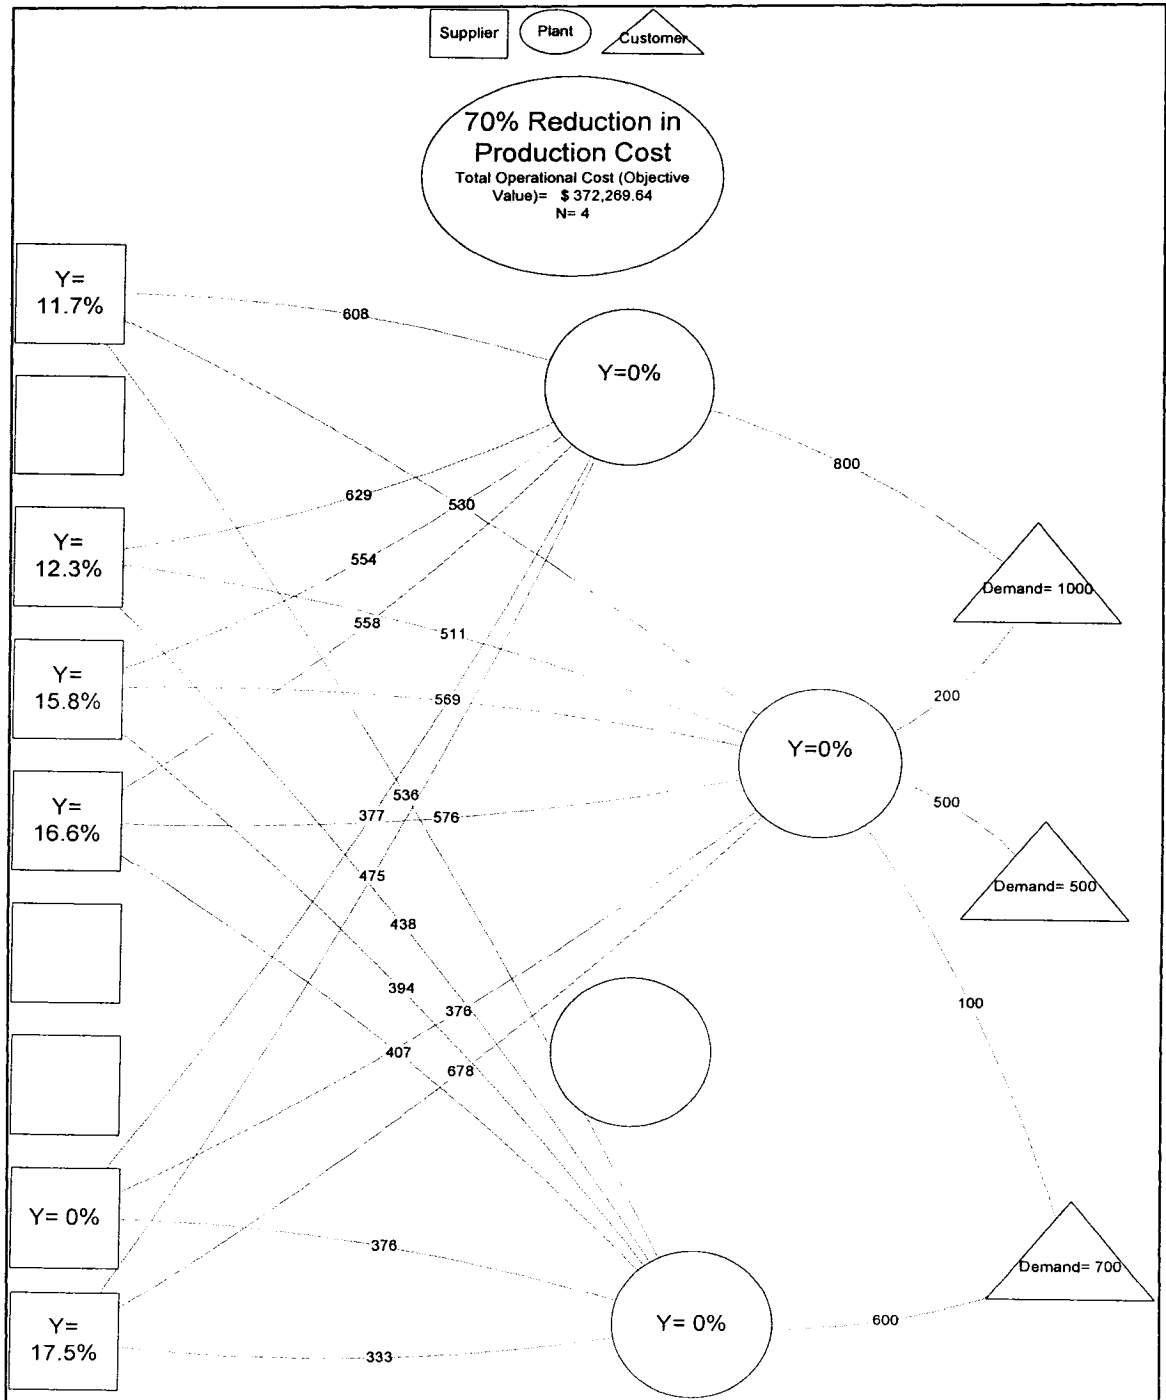 Supplier
Plant
Customer
70% Reduction in
Production Cost
Total Operational Cost (Objective
Value)= $ 372,269.64
N= 4
Y=
11.7%
608
Y=0%
800
629
530
Y=
12.3%
554
Demand= 1000
558
511
Y=
15.8%
569
200
Y=0%
536
500
Y=
16.6%
377
576
475
Demand= 500
438
394
376
100
407
678
Y= 0%
376
Demand= 700
Y=
17.5%
333
Y= 0%
600